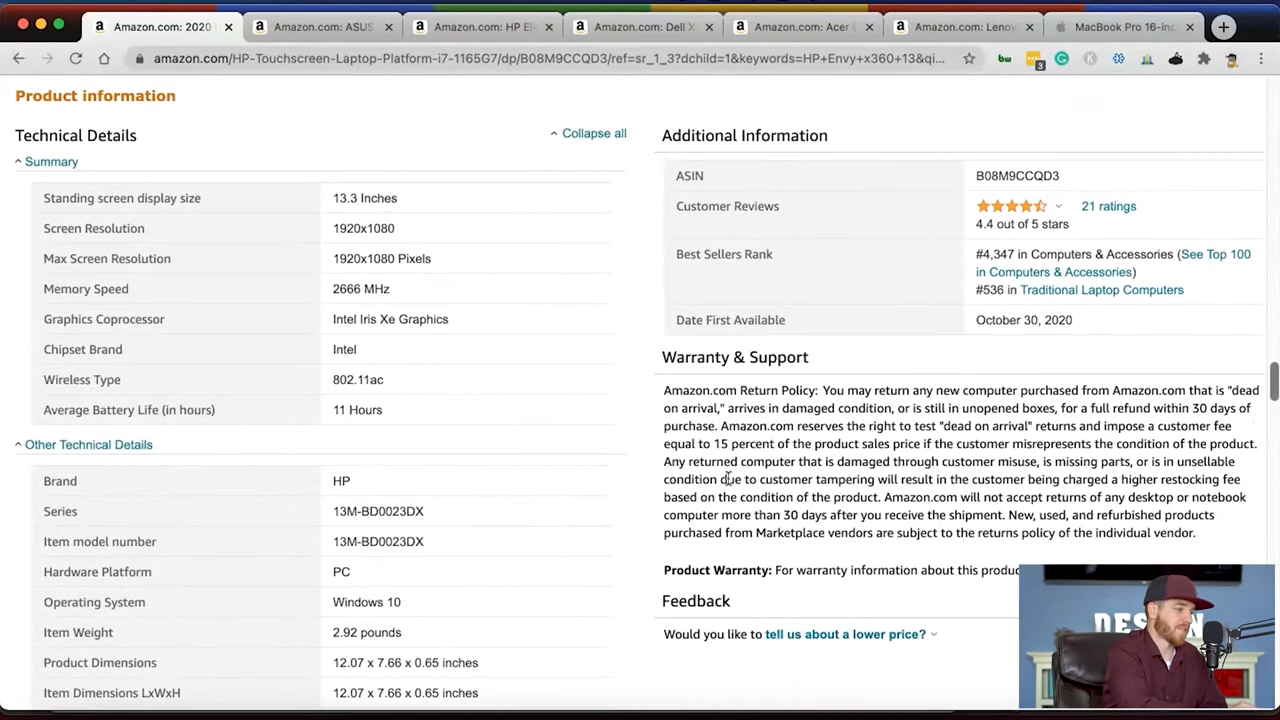 Amazon.com: 2020
Amazon.com: ASUS
Amazon.com: HP El
Amazon.com: Dell X
Amazon.com: Acer
Amazon.com: Lenov
MacBook Pro 16-inc
amazon.com/HP-Touchscreen-Laptop-Platform-i7-1165G7/dp/B08M9CCQD3/ref=sr_1_3?dchild=1&keywords=HP+Envy+x360+13&qi...
3
Product information
Technical Details
Collapse all
Summary
Standing screen display size 13.3 Inches
Screen Resolution 1920x1080
Max Screen Resolution 1920x1080 Pixels
Memory Speed 2666 MHz
Graphics Coprocessor Intel Iris Xe Graphics
Chipset Brand Intel
Wireless Type 802.11ac
Average Battery Life (in hours) 11 Hours
Other Technical Details
Brand HP
Series 13M-BD0023DX
Item model number 13M-BD0023DX
Hardware Platform PC
Operating System Windows 10
Item Weight 2.92 pounds
Product Dimensions 12.07 x 7.66 x 0.65 inches
Item Dimensions LxWxH 12.07 x 7.66 x 0.65 inches
Additional Information
ASIN B08M9CCQD3
Customer Reviews 21 ratings
4.4 out of 5 stars
Best Sellers Rank #4,347 in Computers & Accessories (See Top 100
in Computers & Accessories)
#536 in Traditional Laptop Computers
Date First Available October 30, 2020
Warranty & Support
Amazon.com Return Policy: You may return any new computer purchased from Amazon.com that is "dead
on arrival," arrives in damaged condition, or is still in unopened boxes, for a full refund within 30 days of
purchase. Amazon.com reserves the right to test "dead on arrival" returns and impose a customer fee
equal to 15 percent of the product sales price if the customer misrepresents the condition of the product.
Any returned computer that is damaged through customer misuse, is missing parts, or is in unsellable
condition due to customer tampering will result in the customer being charged a higher restocking fee
based on the condition of the product. Amazon.com will not accept returns of any desktop or notebook
computer more than 30 days after you receive the shipment. New, used, and refurbished products
purchased from Marketplace vendors are subject to the returns policy of the individual vendor.
Product Warranty: For warranty information about this produc
Feedback
Would you like to tell us about a lower price?